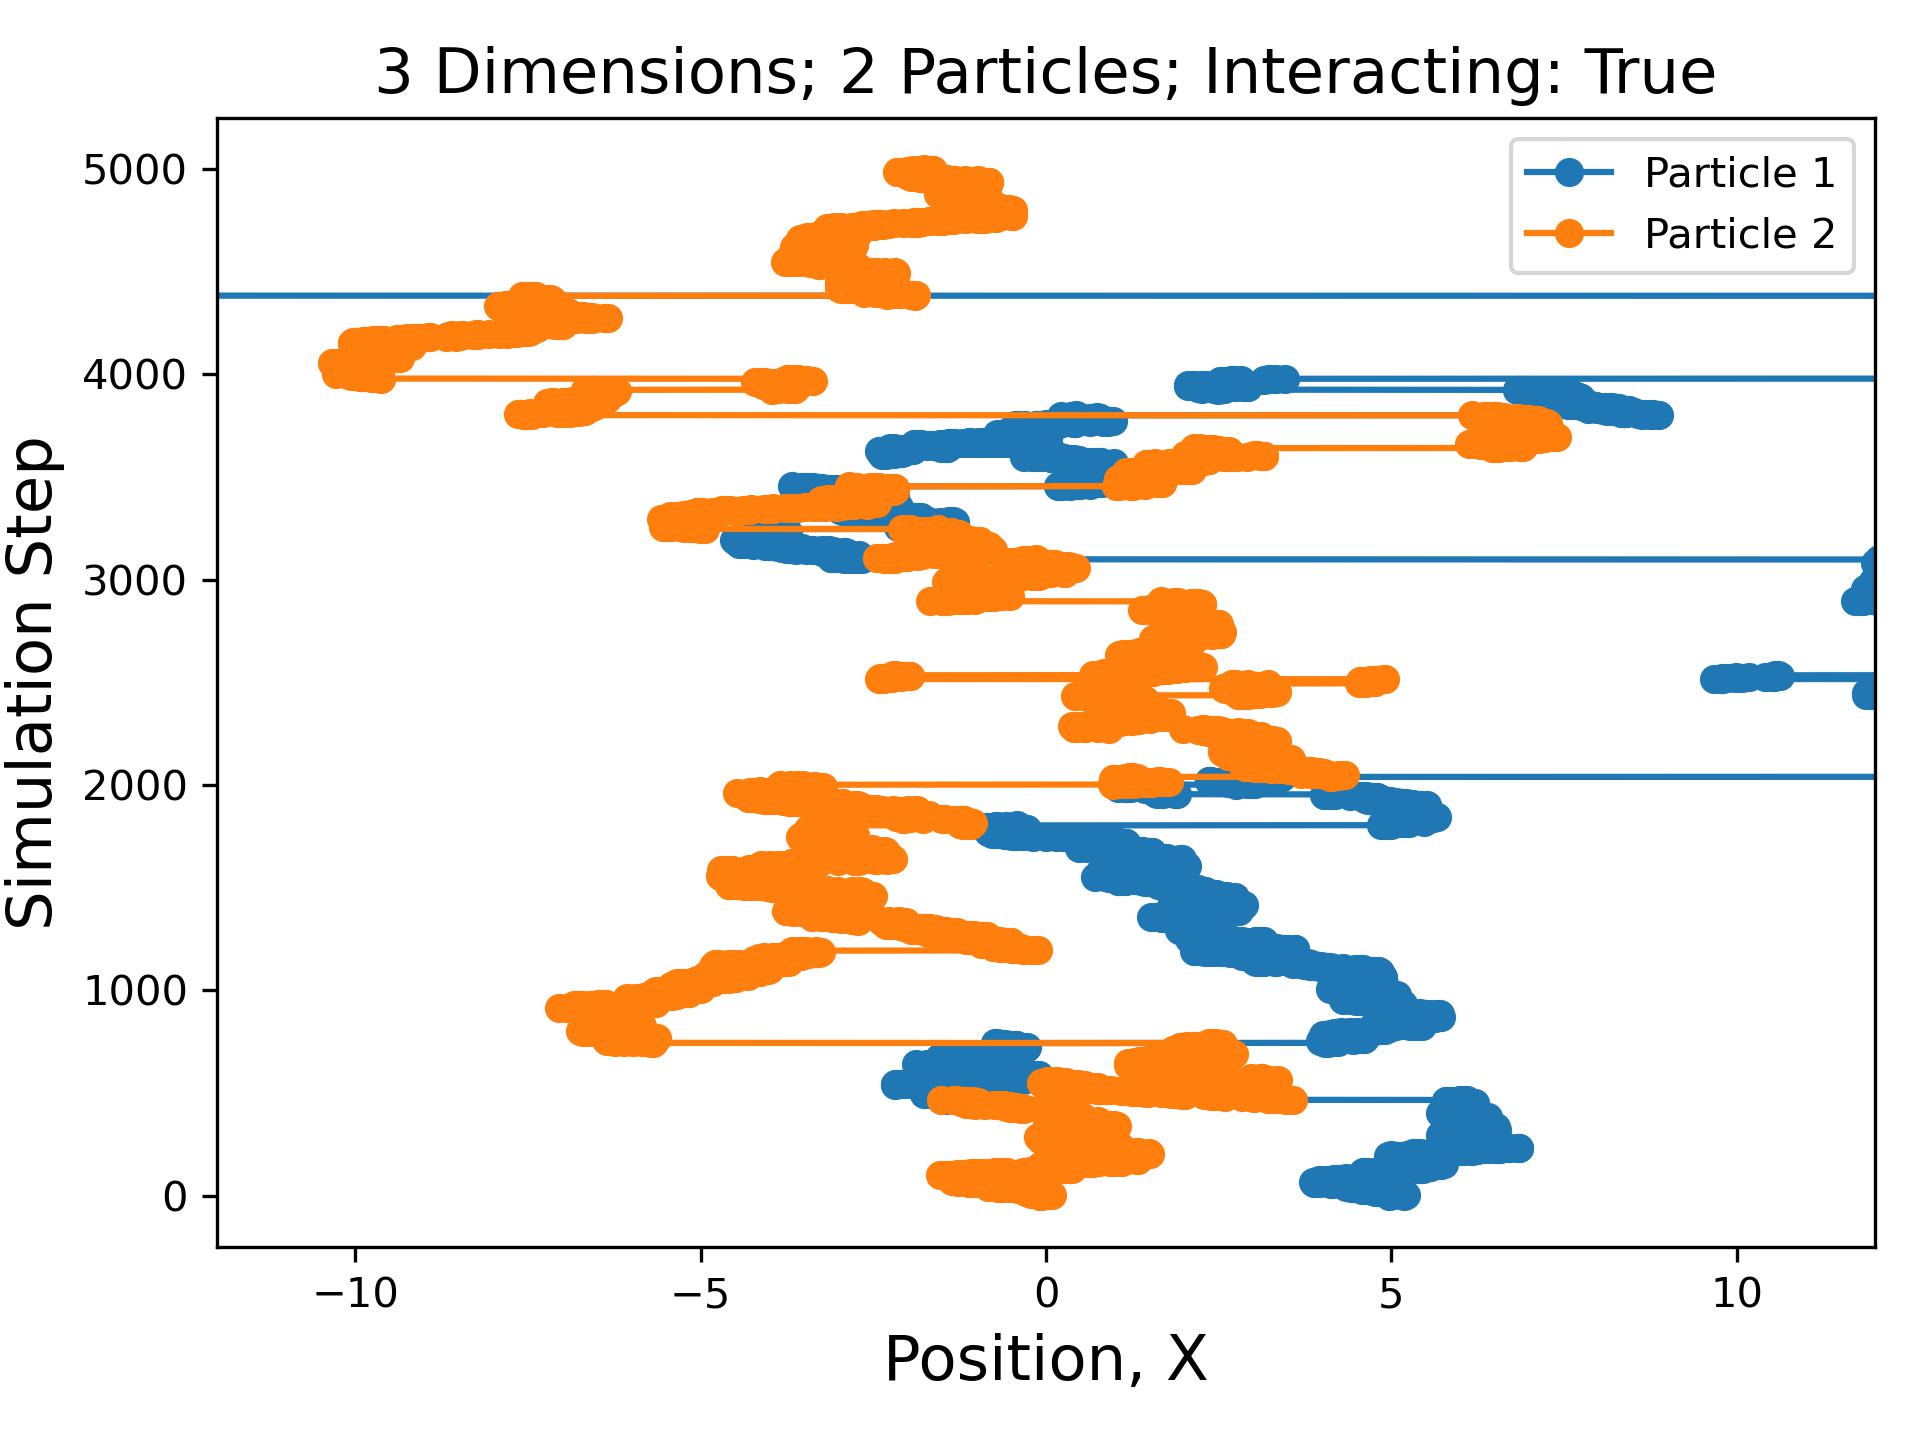 3 Dimensions; 2 Particles; Interacting: True
Particle 1
Particle 2
Simulation Step
5000
4000
3000
2000
1000
0
−10
−5
0
5
10
Position, X